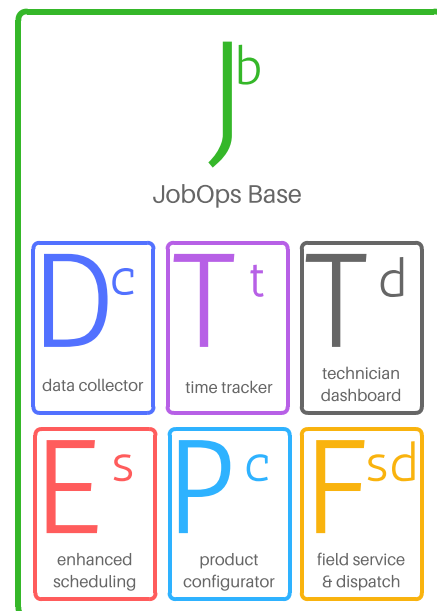 Jb
JobOps Base
Dc
data collector
Tt
time tracker
Td
technician
dashboard
Es
enhanced
scheduling
Pc
product
configurator
Fsd
field service
& dispatch